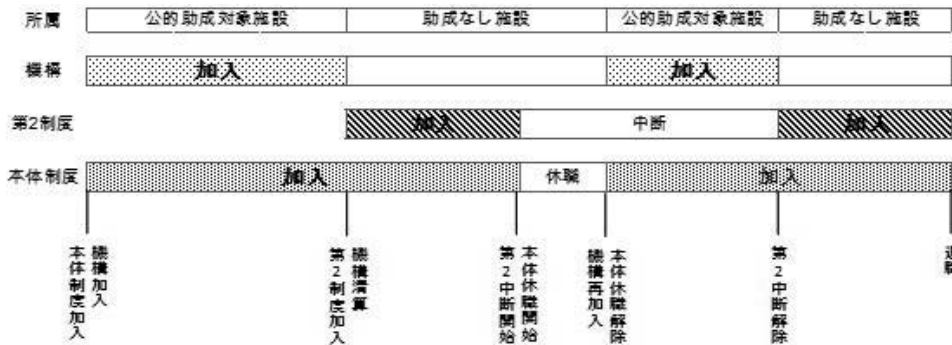 所属 公的助成対象施設 助成なし施設 公的助成対象施設 助成なし施設
機構 加入 加入
第2制度 加入 中断 加入
本体制度 加入 休職 加入
機構加入
本体制度加入
機構清算
第2制度加入
本体休職開始
第2中断開始
本体休職解除
機構再加入
第2中断解除
退職